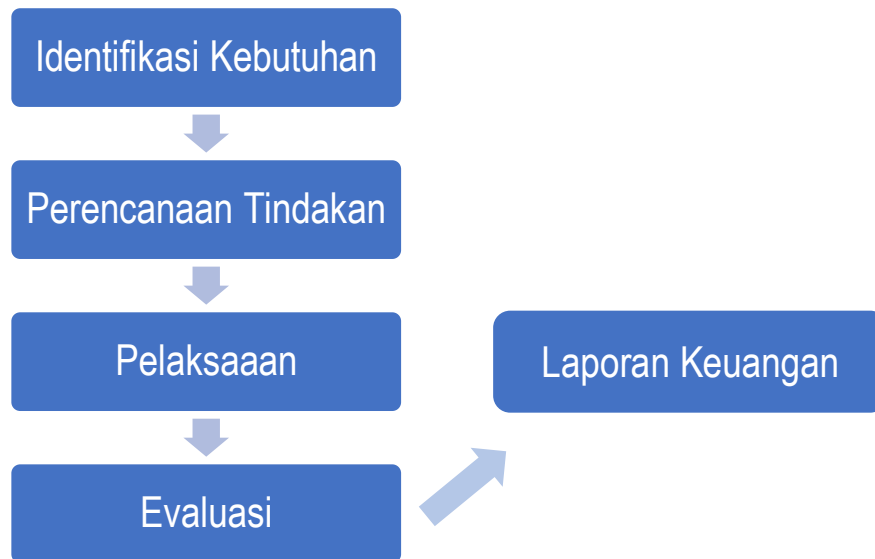 Identifikasi Kebutuhan
Perencanaan Tindakan
Pelaksaaan
Laporan Keuangan
Evaluasi